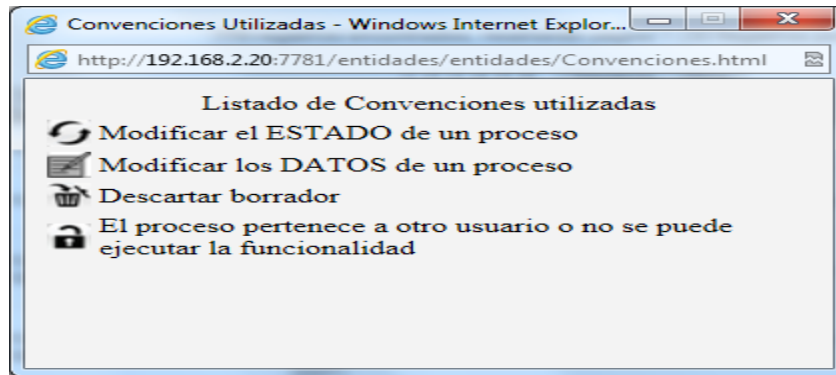 Convenciones Utilizadas - Windows Internet Explor...
http://192.168.2.20:7781/entidades/entidades/Convenciones.html
Listado de Convenciones utilizadas
Modificar el ESTADO de un proceso
Modificar los DATOS de un proceso
Descartar borrador
El proceso pertenece a otro usuario o no se puede
ejecutar la funcionalidad